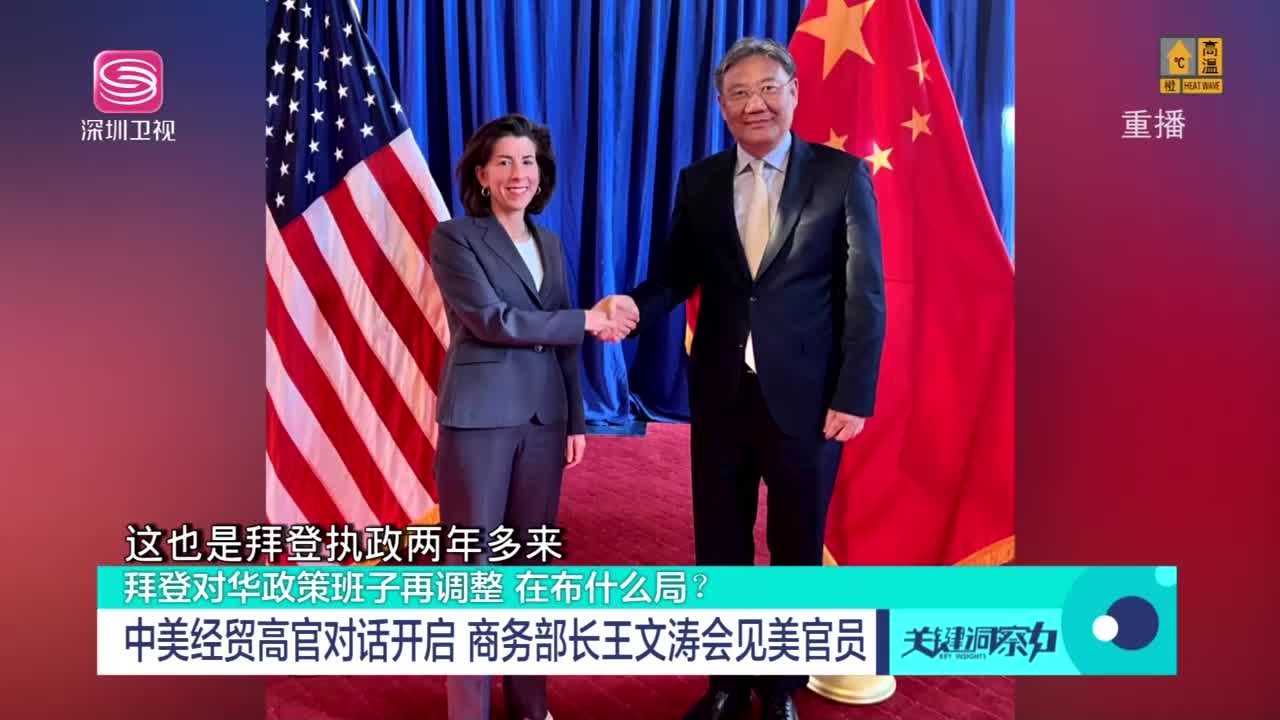 深圳卫视
高温
℃
橙
HEAT WAVE
重播
这也是拜登执政两年多来
拜登对华政策班子再调整 在布什么局？
中美经贸高官对话开启 商务部长王文涛会见美官员
关键洞察力
KEY INSIGHTS